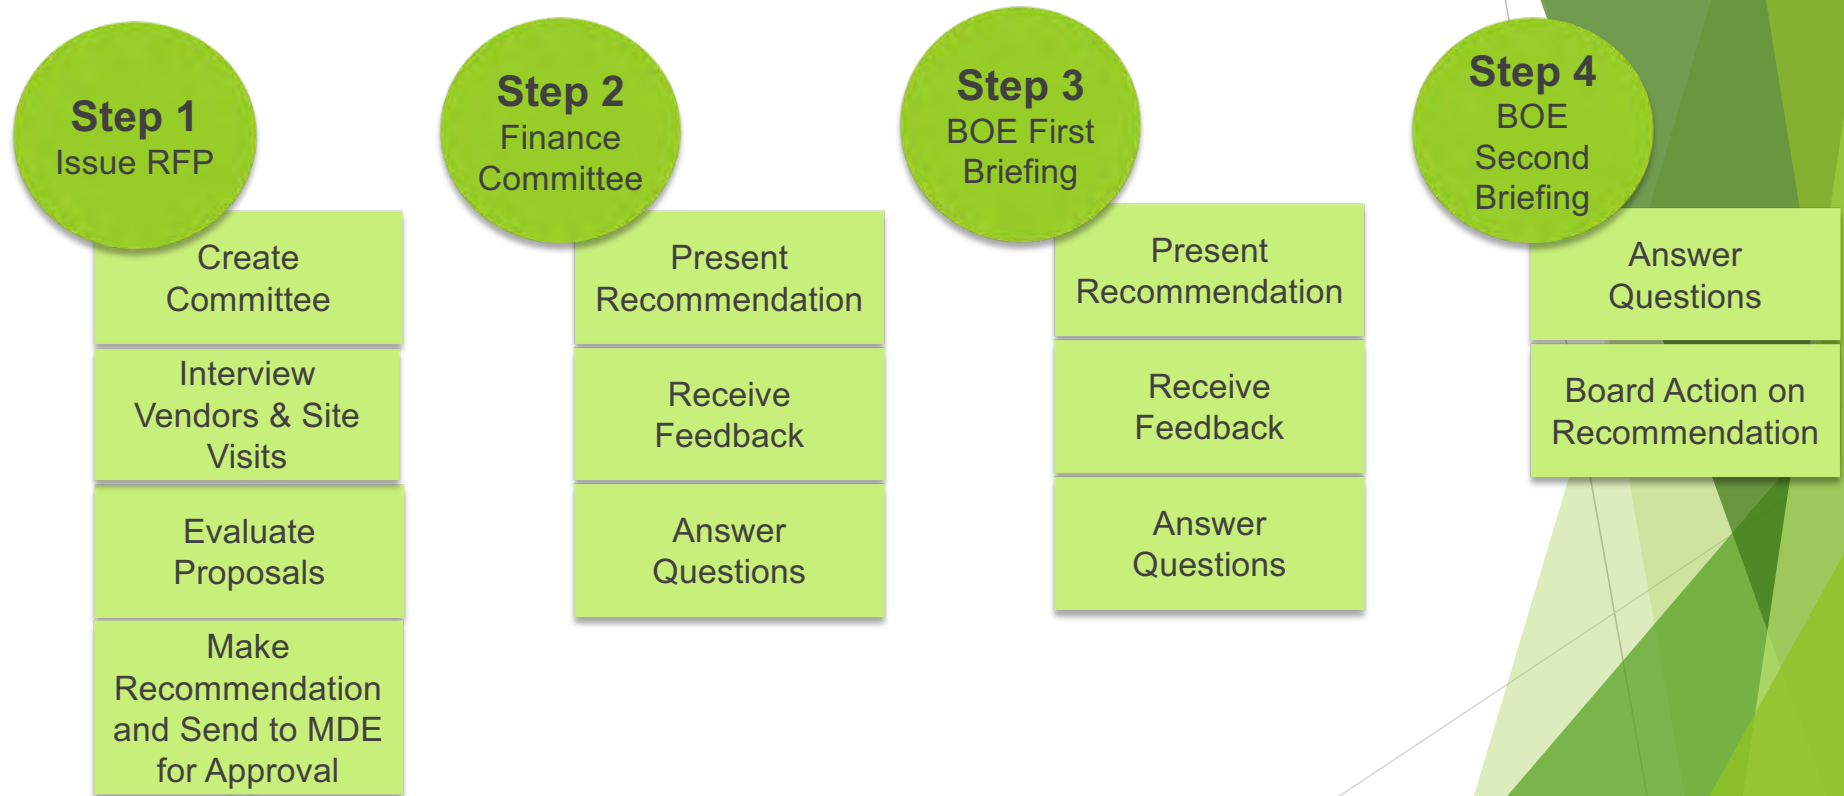 Step 1
Issue RFP
Create
Committee
Interview
Vendors & Site
Visits
Evaluate
Proposals
Make
Recommendation
and Send to MDE
for Approval
Step 2
Finance
Committee
Present
Recommendation
Receive
Feedback
Answer
Questions
Step 3
BOE First
Briefing
Present
Recommendation
Receive
Feedback
Answer
Questions
Step 4
BOE
Second
Briefing
Answer
Questions
Board Action on
Recommendation